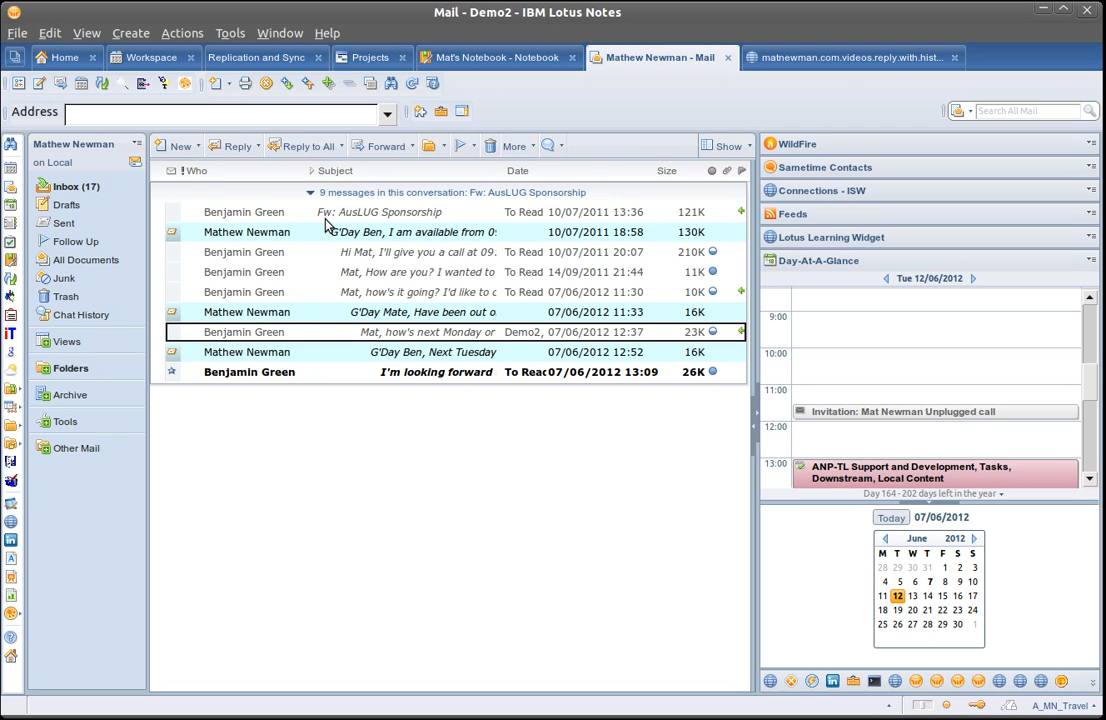 Mail - Demo2 - IBM Lotus Notes
File Edit View Create Actions Tools Window Help
Home Workspace Replication and Sync Projects Mat's Notebook - Notebook Mathew Newman - Mail matnewman.com.videos.reply.with.hist...
Address Search All Mail
Mathew Newman
on Local
Inbox (17)
Drafts
Sent
Follow Up
All Documents
Junk
Trash
Chat History
Views
Folders
Archive
Tools
Other Mail
New Reply Reply to All Forward More Show
Who Subject Date Size
9 messages in this conversation: Fw: AusLUG Sponsorship
Benjamin Green Fw: AusLUG Sponsorship To Read 10/07/2011 13:36 121K
Mathew Newman G'Day Ben, I am available from 0 10/07/2011 18:58 130K
Benjamin Green Hi Mat, I'll give you a call at 09: To Read 10/07/2011 20:07 210K
Benjamin Green Mat, How are you? I wanted to To Read 14/09/2011 21:44 11K
Benjamin Green Mat, how's it going? I'd like to c To Read 07/06/2012 11:30 10K
Mathew Newman G'Day Mate, Have been out o 07/06/2012 11:33 16K
Benjamin Green Mat, how's next Monday or Demo2, 07/06/2012 12:37 23K
Mathew Newman G'Day Ben, Next Tuesday 07/06/2012 12:52 16K
Benjamin Green I'm looking forward To Reac 07/06/2012 13:09 26K
WildFire
Sametime Contacts
Connections - ISW
Feeds
Lotus Learning Widget
Day-At-A-Glance
Tue 12/06/2012
9:00
10:00
11:00
Invitation: Mat Newman Unplugged call
12:00
13:00
ANP-TL Support and Development, Tasks,
Downstream, Local Content
Day 164 - 202 days left in the year
Today 07/06/2012
June 2012
M T W T F S S
28 29 30 31 1 2 3
4 5 6 7 8 9 10
11 12 13 14 15 16 17
18 19 20 21 22 23 24
25 26 27 28 29 30 1
A_MN_Travel